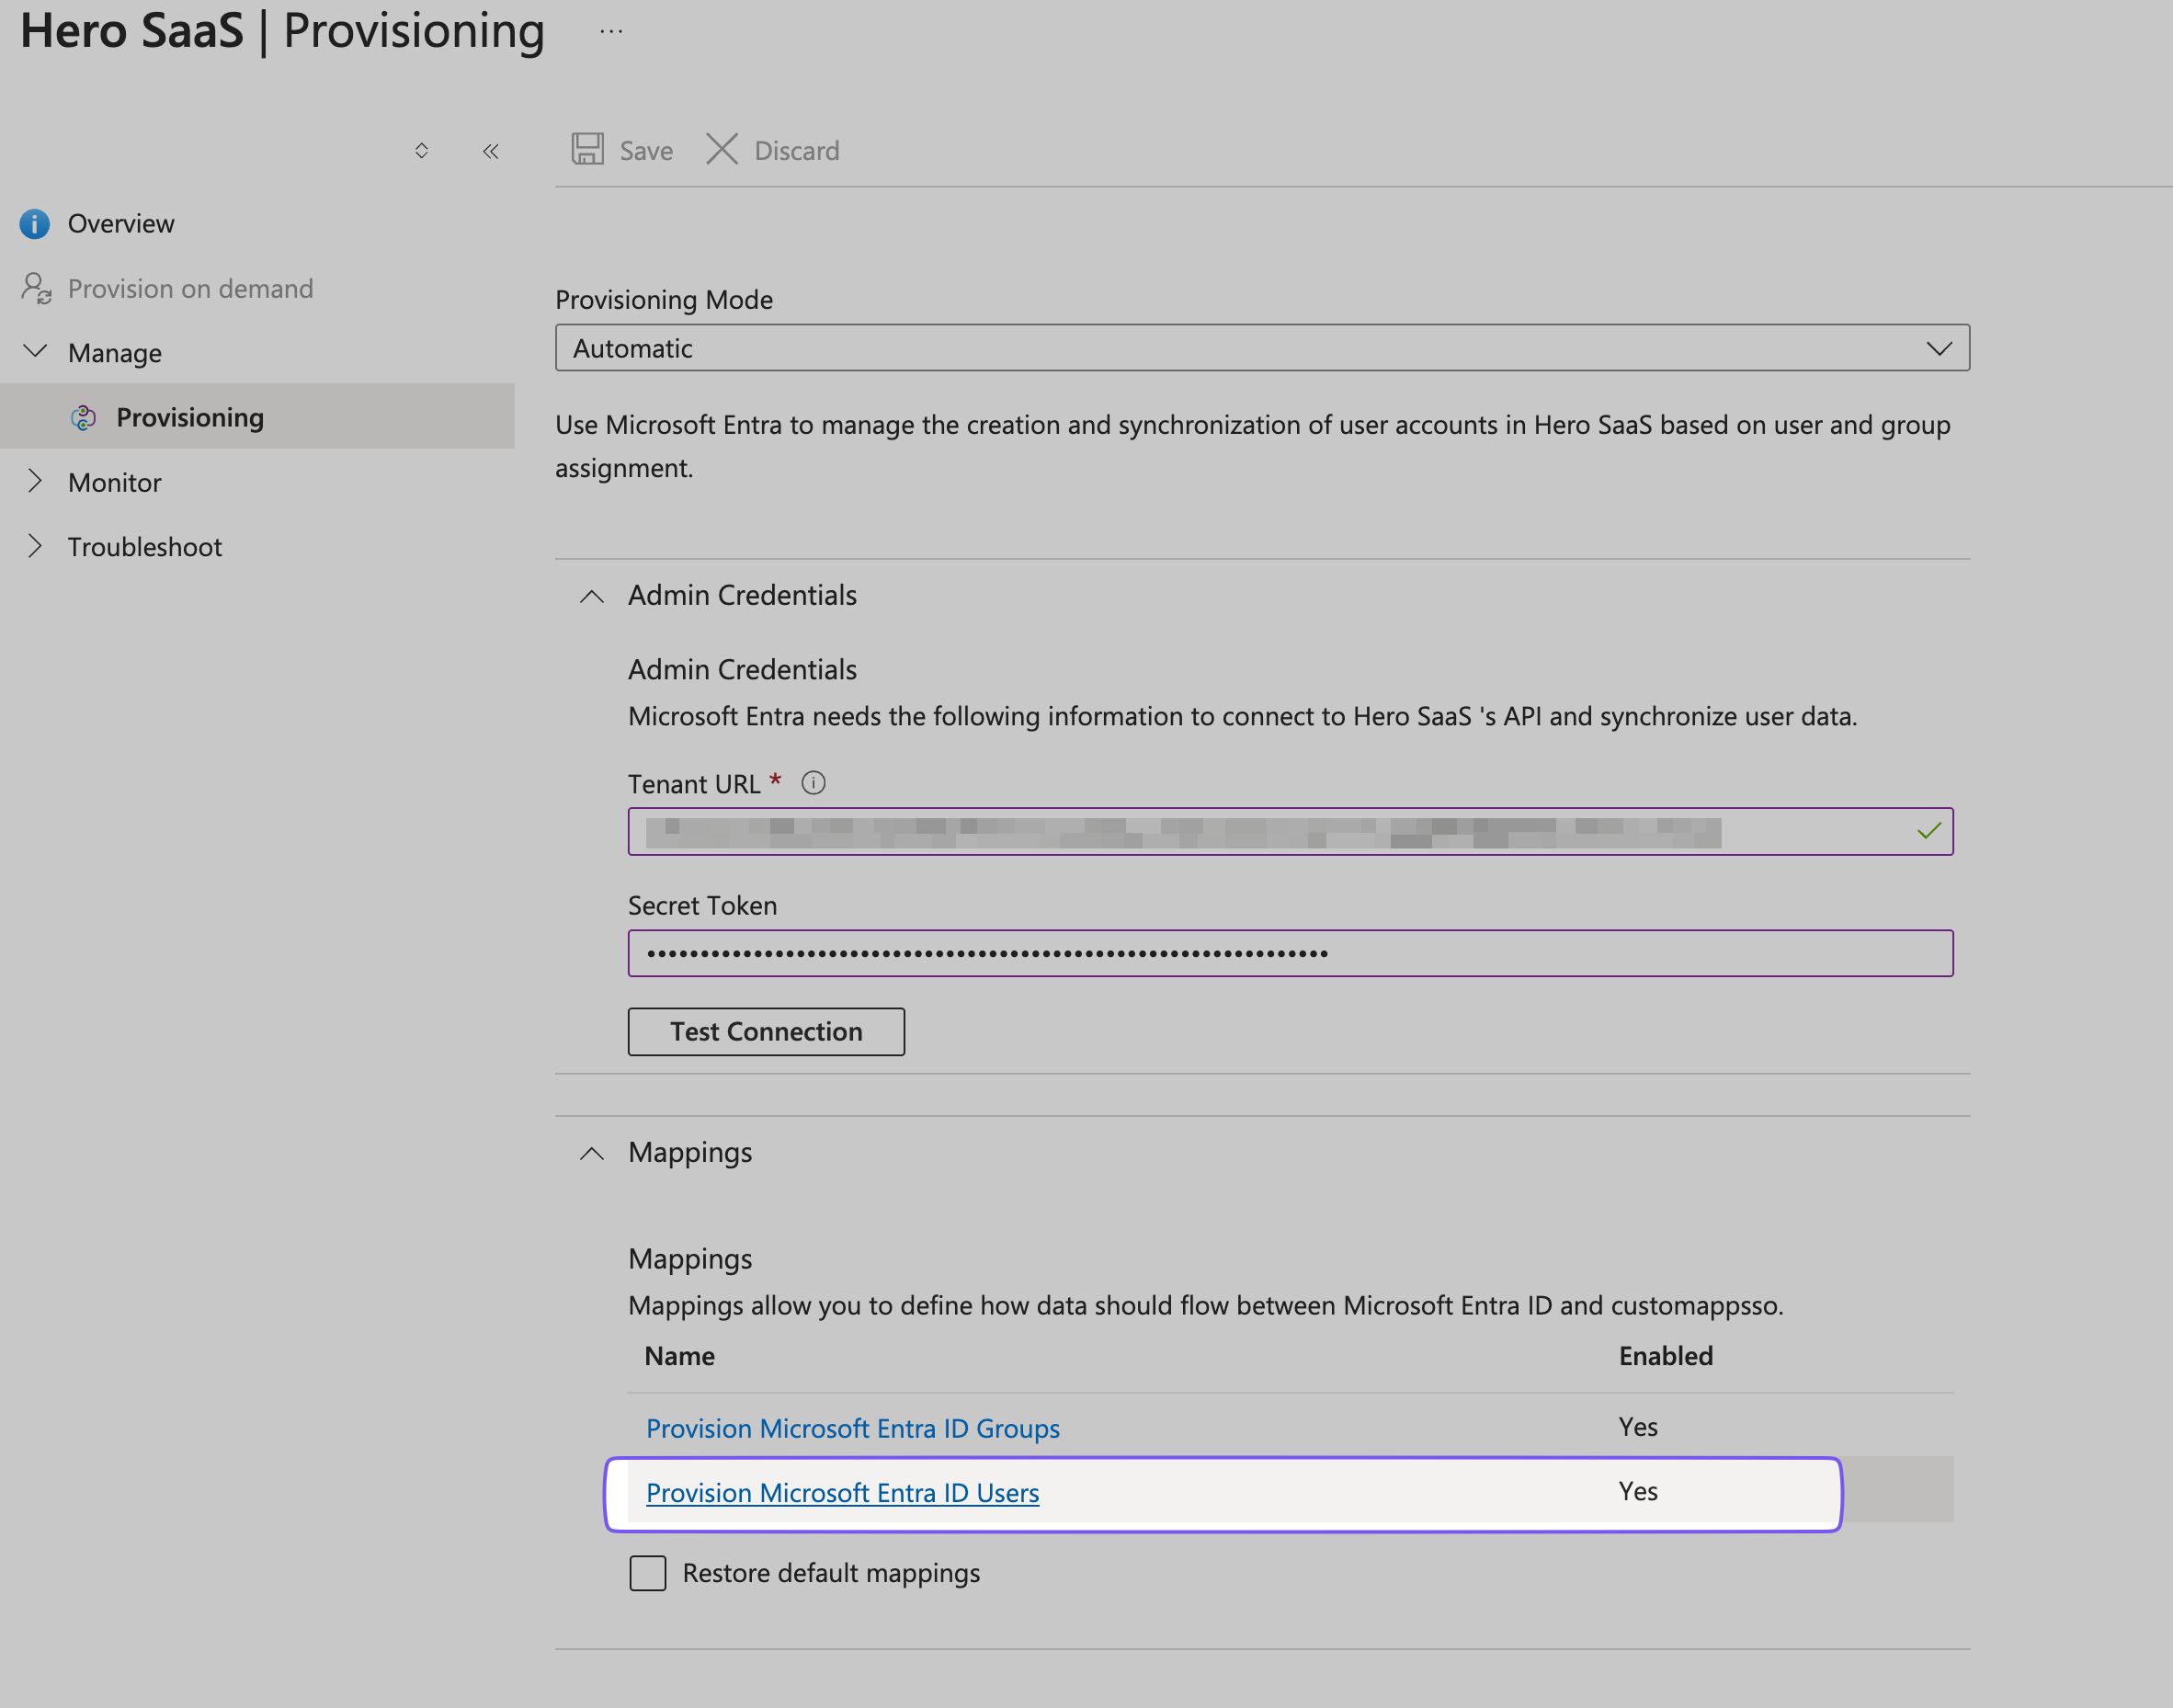 Hero SaaS | Provisioning ...
Save Discard
Overview
Provision on demand
Manage
Provisioning
Monitor
Troubleshoot
Provisioning Mode
Automatic
Use Microsoft Entra to manage the creation and synchronization of user accounts in Hero SaaS based on user and group
assignment.
Admin Credentials
Admin Credentials
Microsoft Entra needs the following information to connect to Hero SaaS 's API and synchronize user data.
Tenant URL *
Secret Token
Test Connection
Mappings
Mappings
Mappings allow you to define how data should flow between Microsoft Entra ID and customappsso.
Name Enabled
Provision Microsoft Entra ID Groups Yes
Provision Microsoft Entra ID Users Yes
Restore default mappings